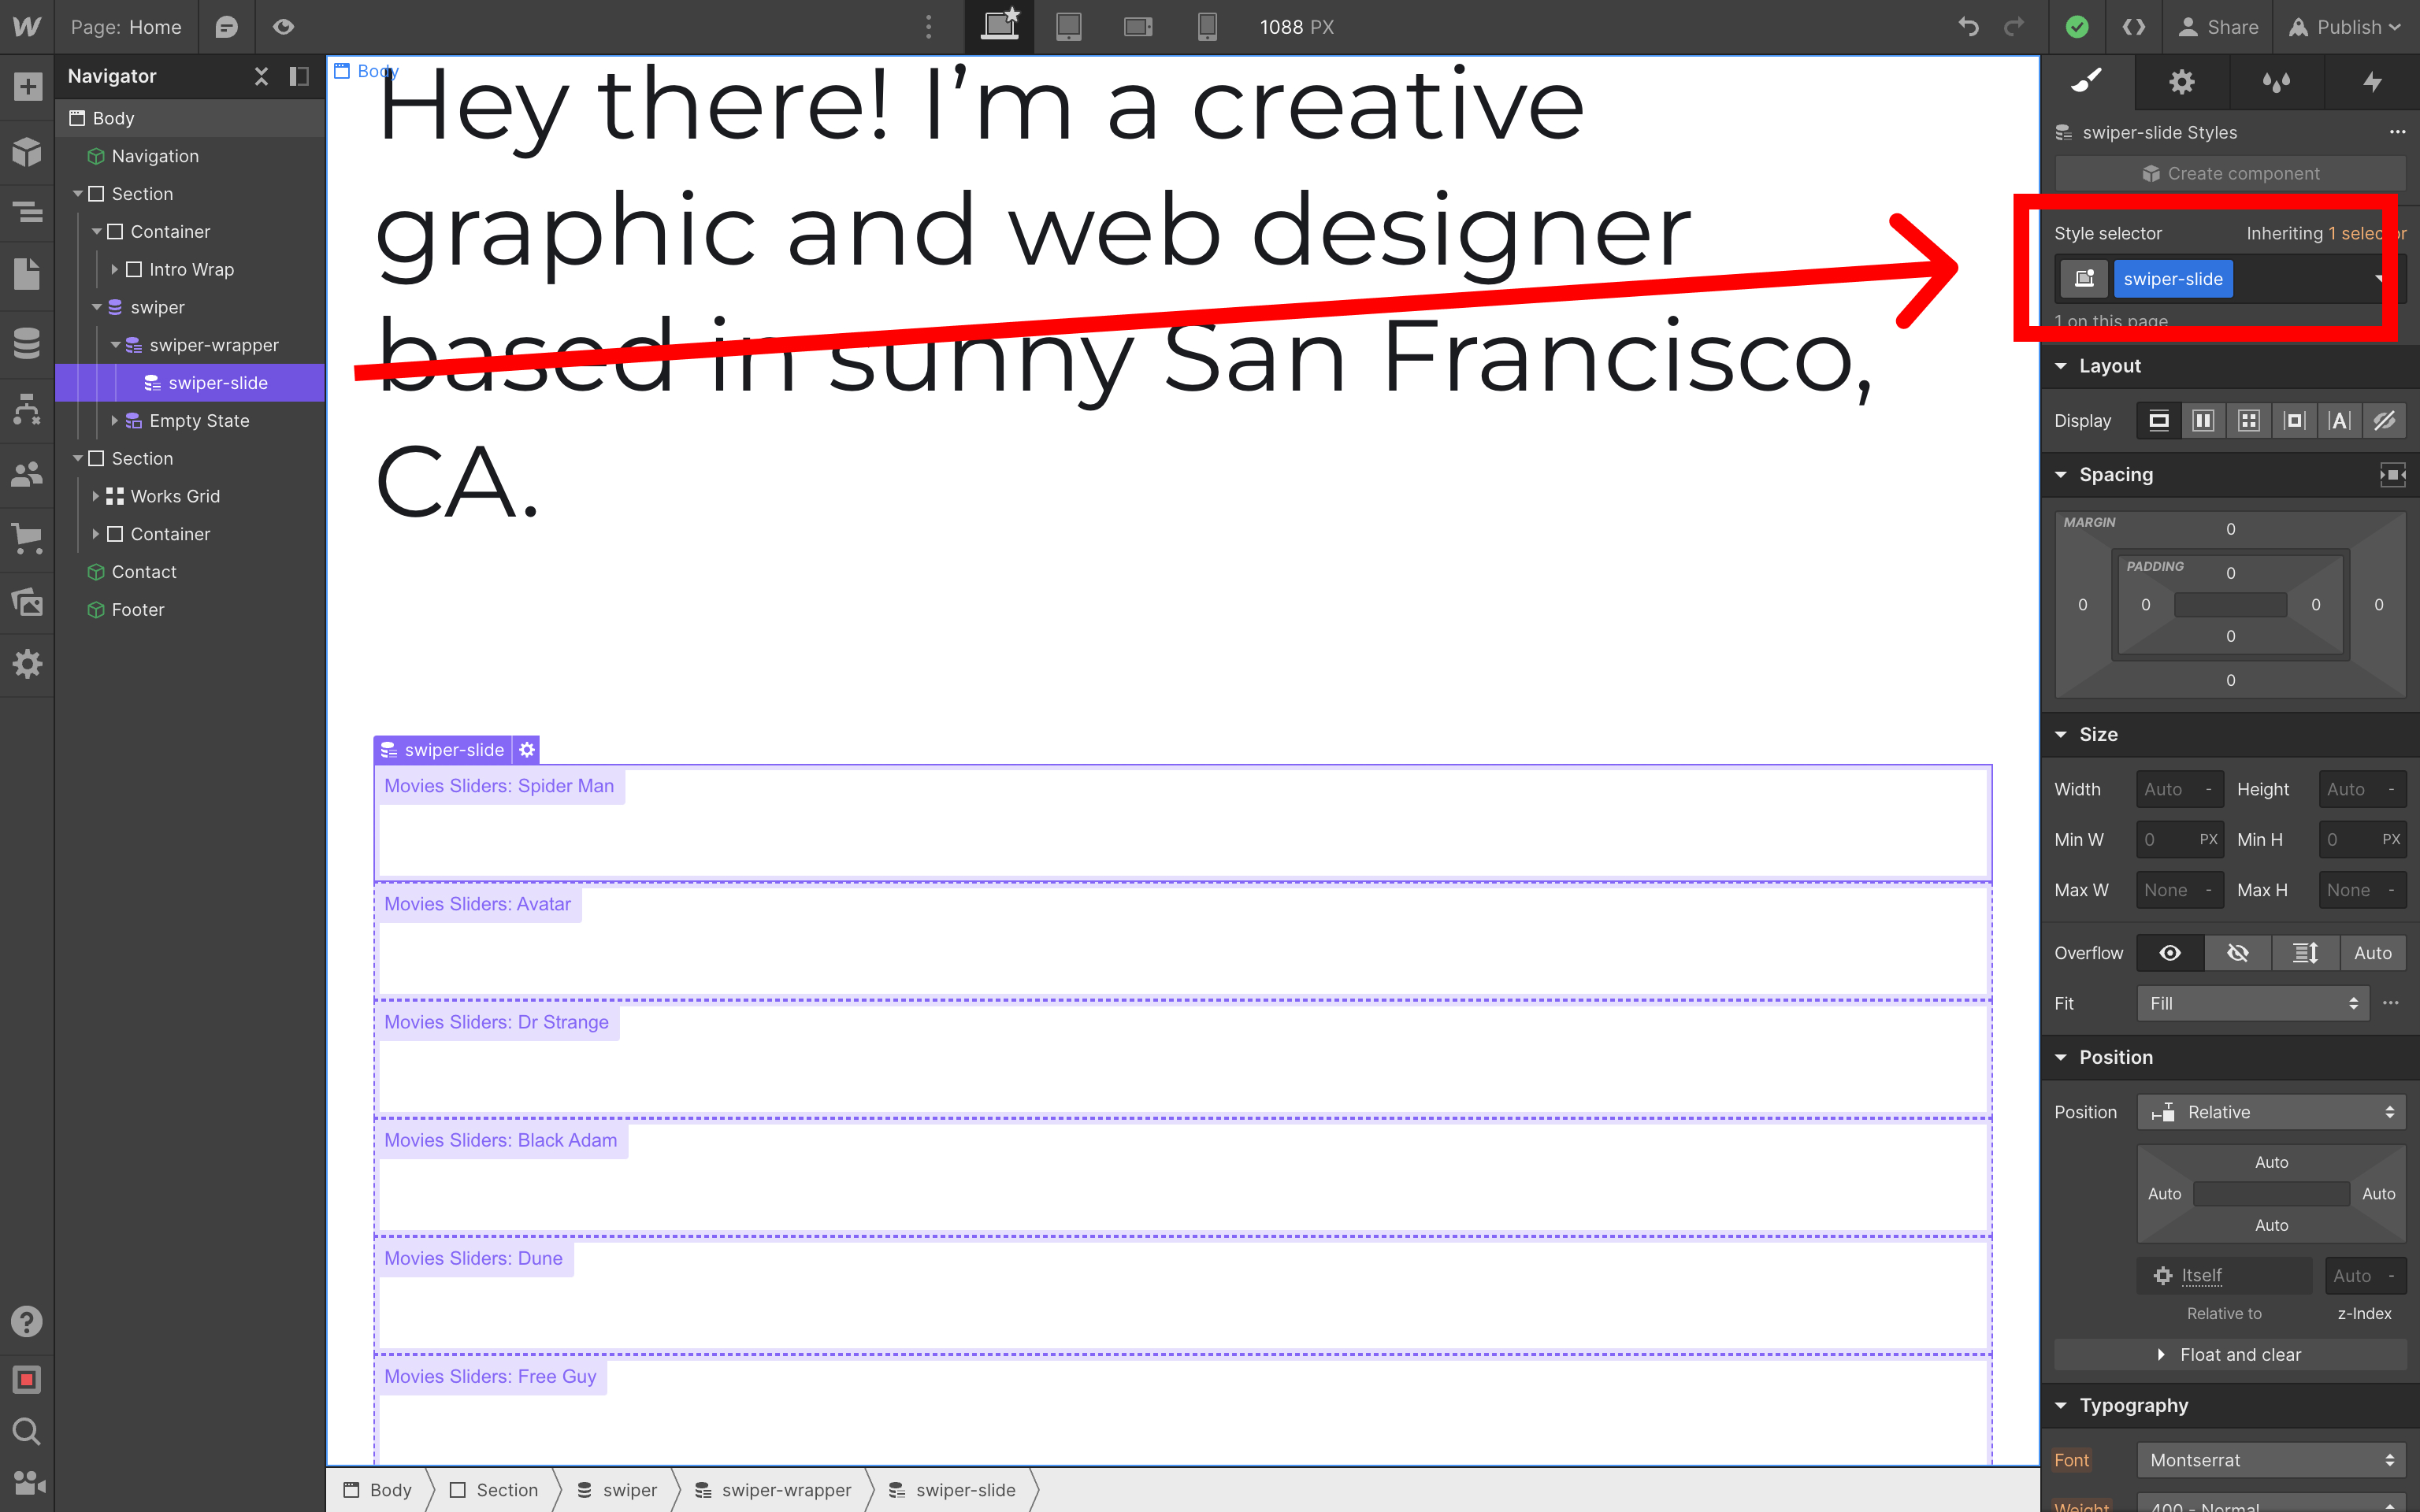 Page: Home
1088 PX
Share
Publish
Navigator
Body
Navigation
Section
Container
Intro Wrap
swiper
swiper-wrapper
swiper-slide
Empty State
Section
Works Grid
Container
Contact
Footer
Body
Hey there! I’m a creative
graphic and web designer
based in sunny San Francisco,
CA.
swiper-slide
Movies Sliders: Spider Man
Movies Sliders: Avatar
Movies Sliders: Dr Strange
Movies Sliders: Black Adam
Movies Sliders: Dune
Movies Sliders: Free Guy
Body
Section
swiper
swiper-wrapper
swiper-slide
swiper-slide Styles
Create component
Style selector
Inheriting 1 selector
swiper-slide
1 on this page
Layout
Display
Spacing
MARGIN
0
PADDING
0
0
0
0
0
0
0
Size
Width Auto -
Height Auto -
Min W 0 PX
Min H 0 PX
Max W None -
Max H None -
Overflow
Auto
Fit
Fill
Position
Position
Relative
Auto
Auto
Auto
Auto
Itself
Auto -
Relative to
z-Index
Float and clear
Typography
Font
Montserrat
Weight
400 - Normal